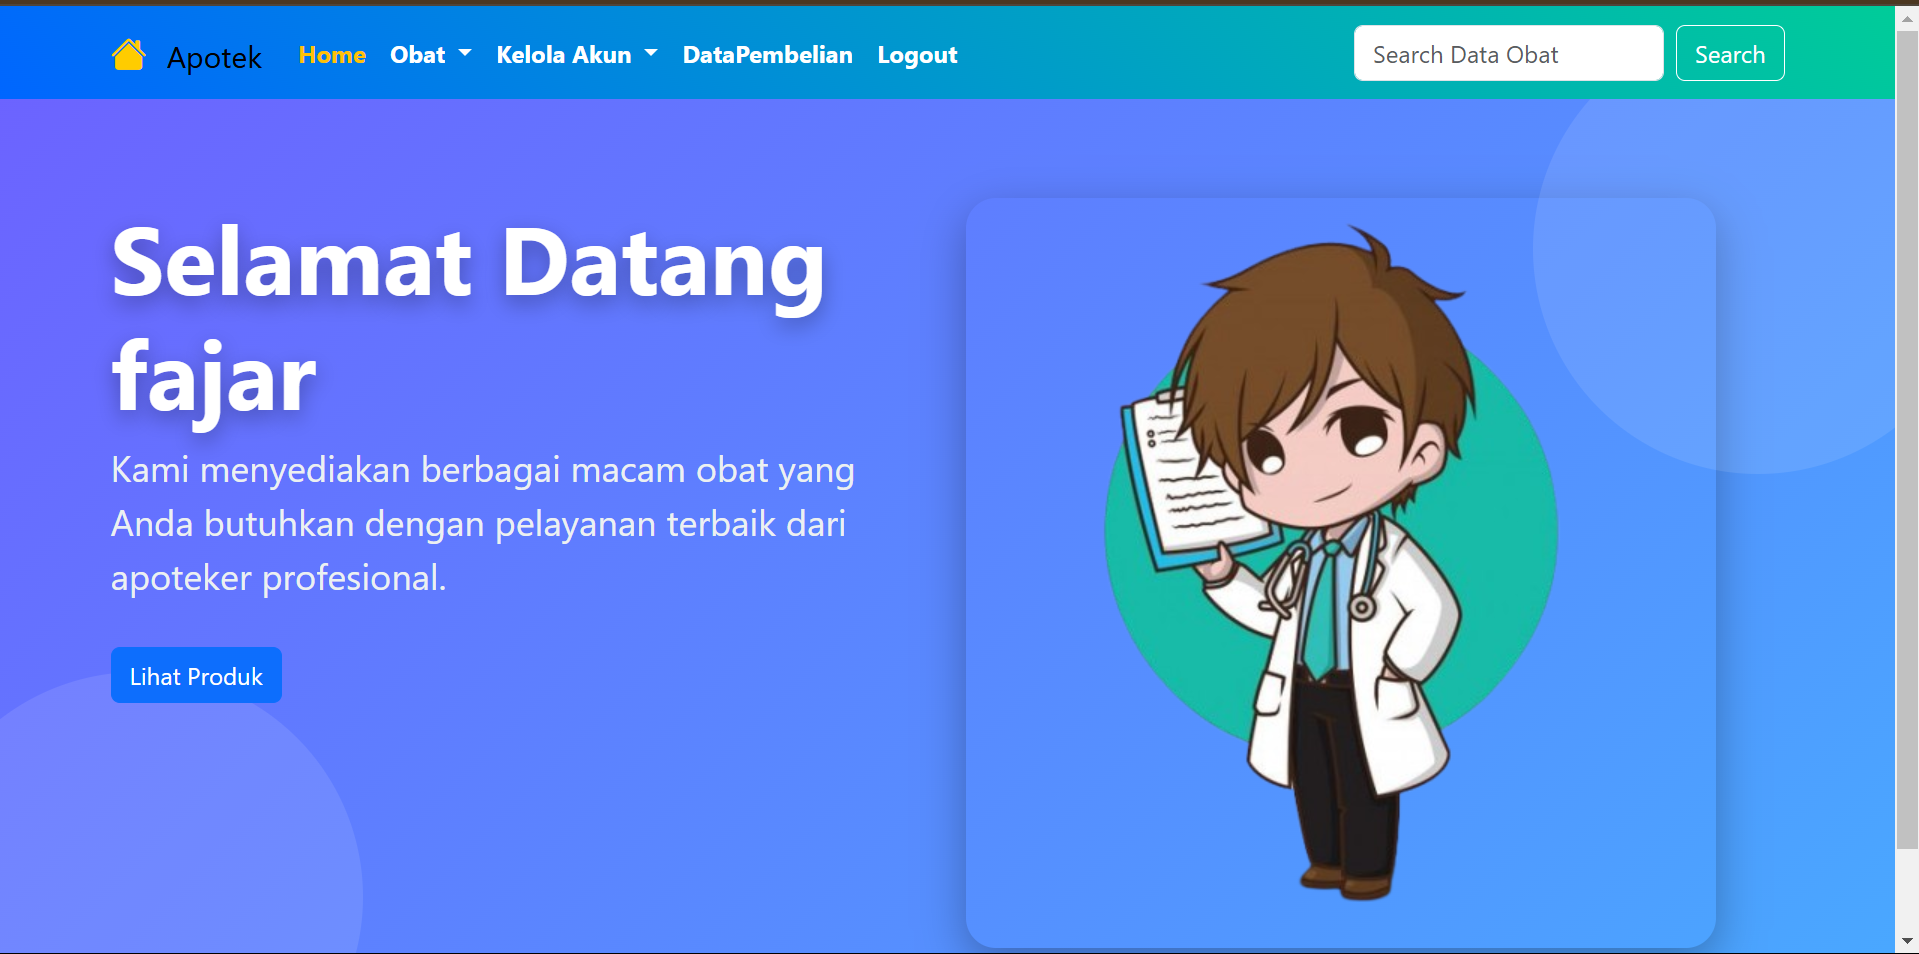 Apotek Home Obat Kelola Akun DataPembelian Logout Search Data Obat Search
Selamat Datang
fajar
Kami menyediakan berbagai macam obat yang
Anda butuhkan dengan pelayanan terbaik dari
apoteker profesional.
Lihat Produk